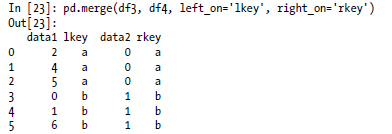 In [23]: pd.merge(df3, df4, left_on='lkey', right_on='rkey')
Out[23]:
   data1 lkey  data2 rkey
0      2    a      0    a
1      4    a      0    a
2      5    a      0    a
3      0    b      1    b
4      1    b      1    b
5      6    b      1    b